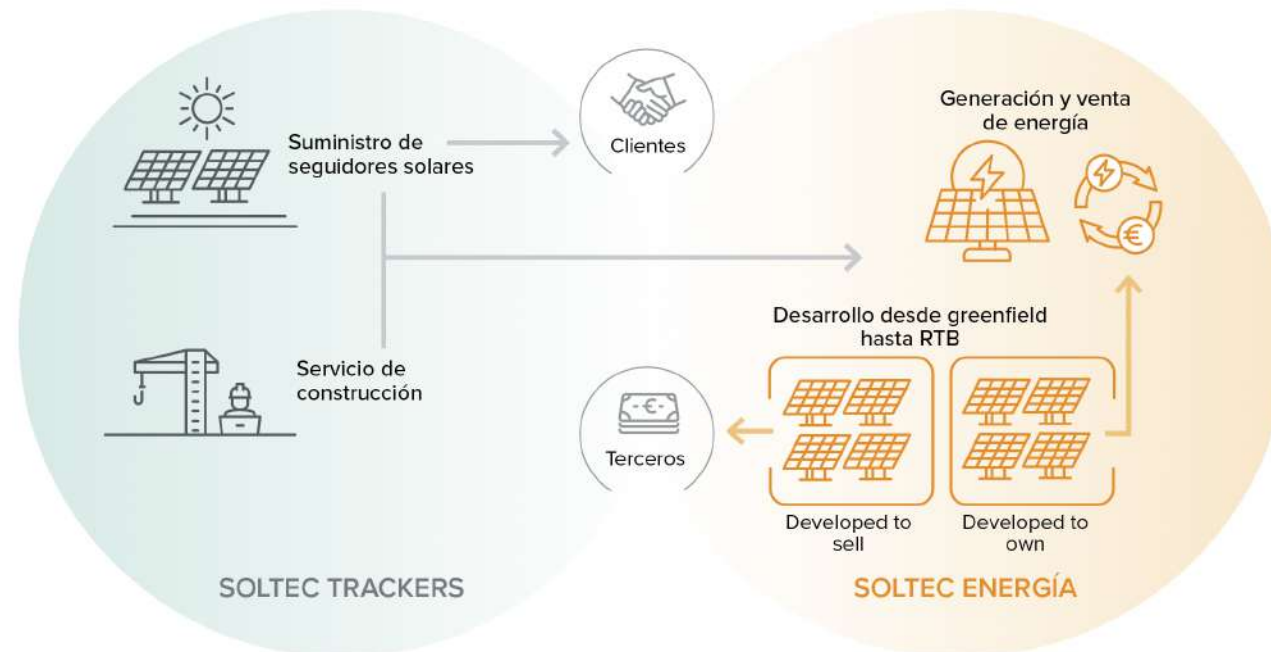 Suministro de
seguidores solares
Clientes
Generación y venta
de energía
€
Desarrollo desde greenfield
hasta RTB
Servicio de
construcción
€
Terceros
Developed to
sell
Developed to
own
SOLTEC TRACKERS
SOLTEC ENERGÍA